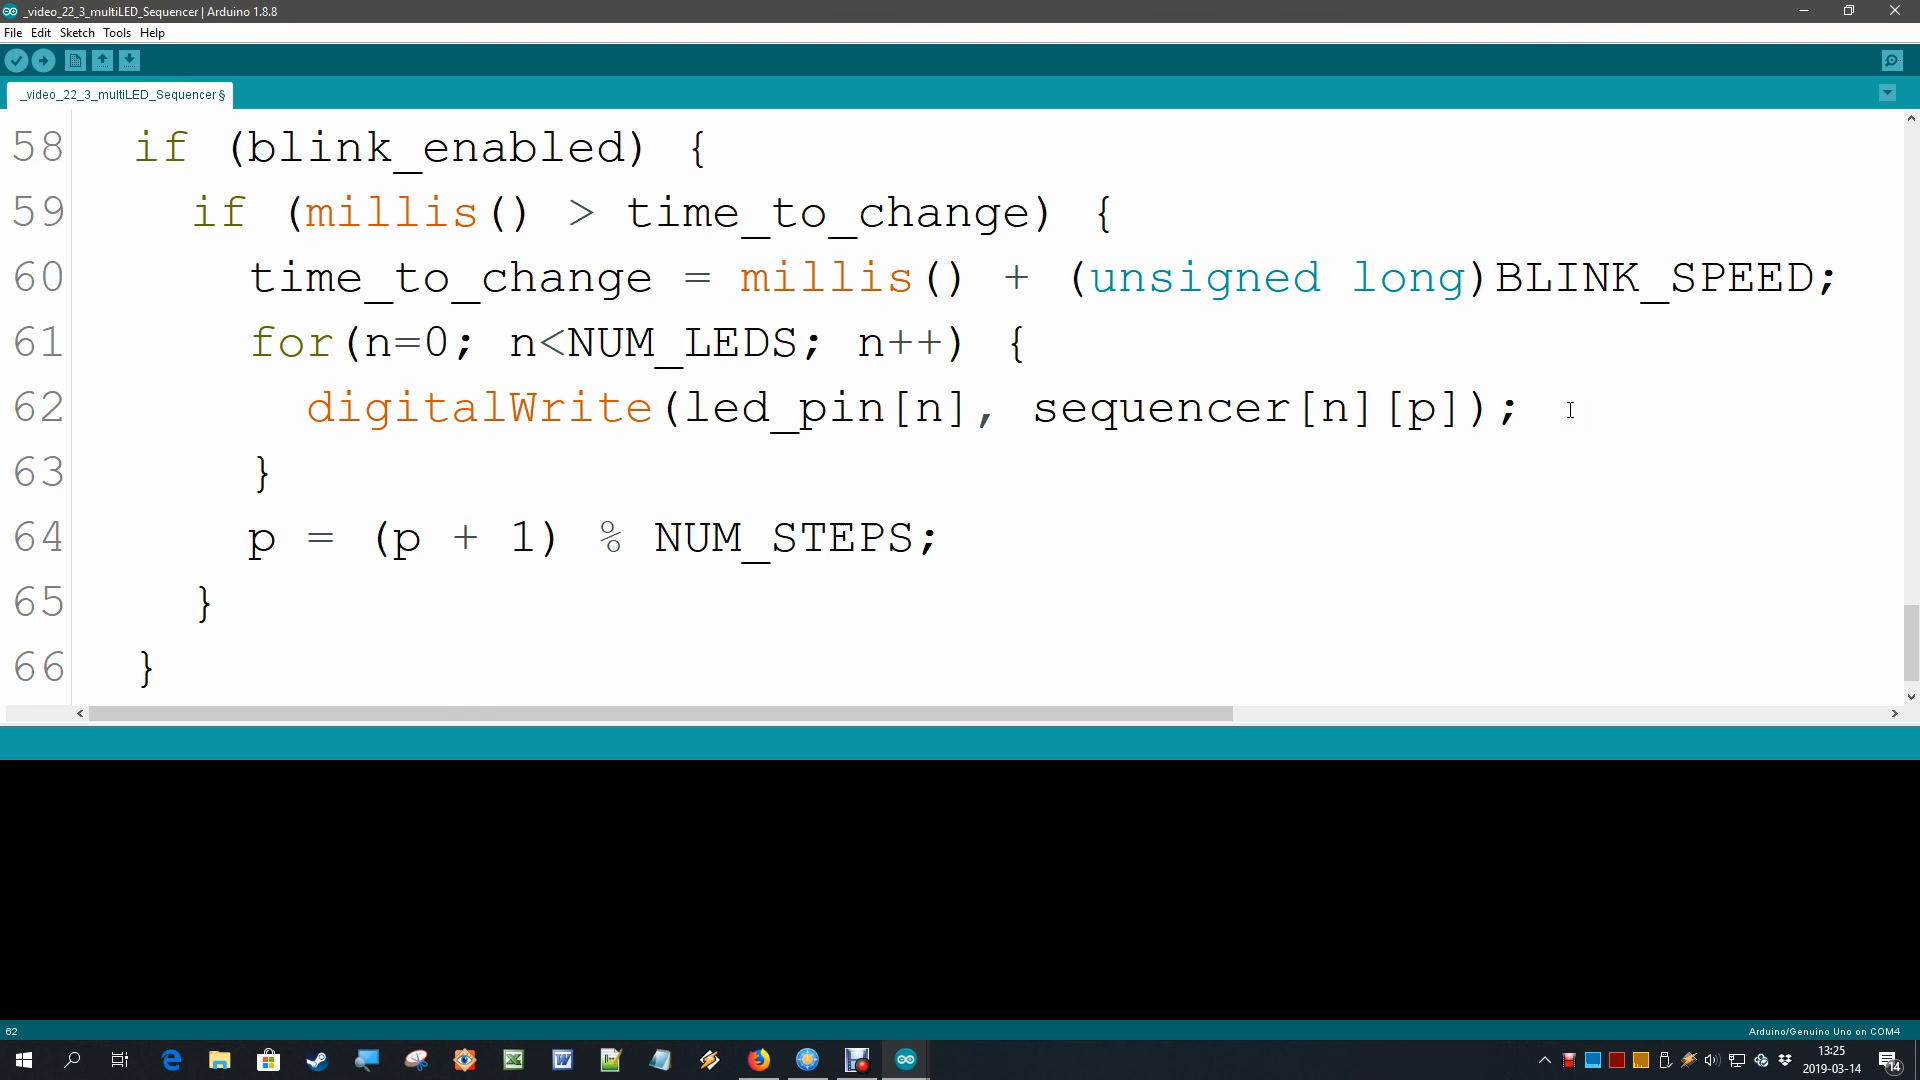 _video_22_3_multiLED_Sequencer | Arduino 1.8.8
File Edit Sketch Tools Help
_video_22_3_multiLED_Sequencer §
58 if (blink_enabled) {
59 if (millis() > time_to_change) {
60 time_to_change = millis() + (unsigned long)BLINK_SPEED;
61 for(n=0; n<NUM_LEDS; n++) {
62 digitalWrite(led_pin[n], sequencer[n][p]);
63 }
64 p = (p + 1) % NUM_STEPS;
65 }
66 }
62 Arduino/Genuino Uno on COM4
13:25
2019-03-14
14